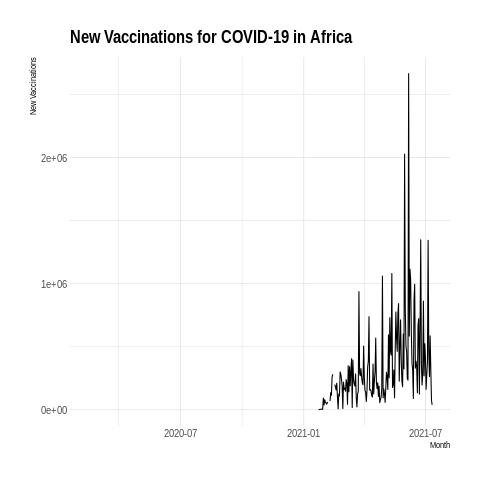 New Vaccinations for COVID-19 in Africa
New Vaccinations
2e+06
1e+06
0e+00
2020-07
2021-01
2021-07
Month